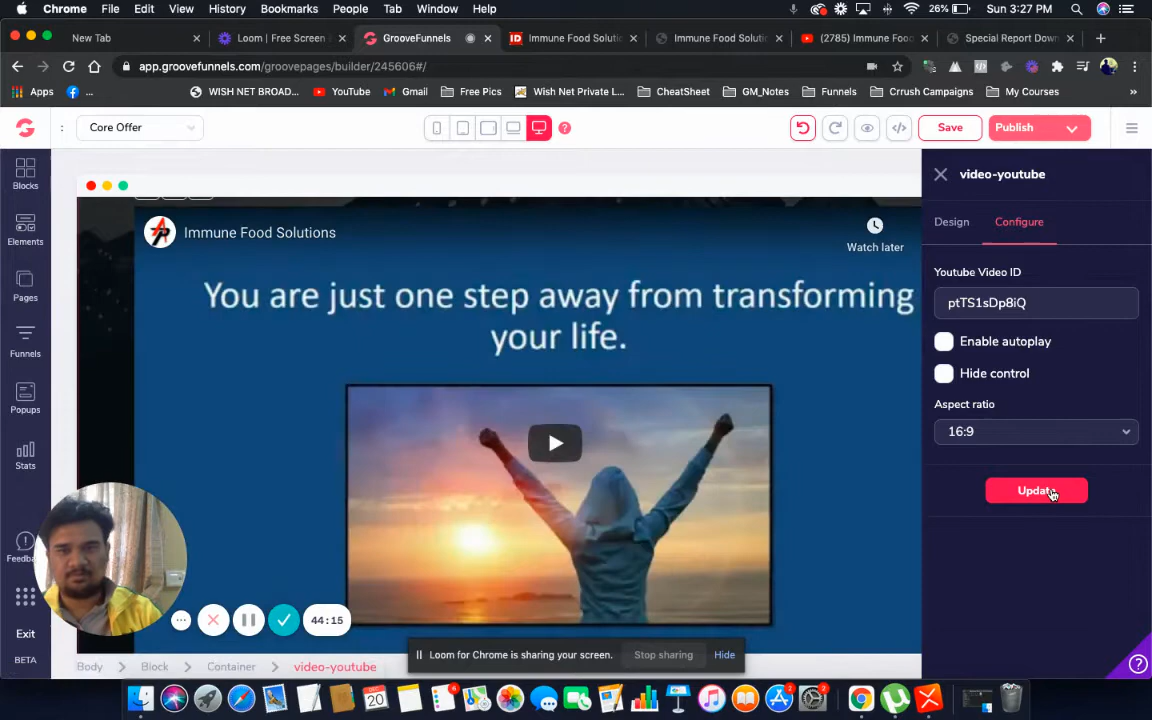 Chrome File Edit View History Bookmarks People Tab Window Help 26% Sun 3:27 PM
New Tab Loom | Free Screen GrooveFunnels Immune Food Solutio Immune Food Solutio (2785) Immune Foo Special Report Dow
app.groovefunnels.com/groovepages/builder/245606#/
Apps ... WISH NET BROAD... YouTube Gmail Free Pics Wish Net Private L... CheatSheet GM_Notes Funnels Crrush Campaigns My Courses »
: Core Offer Save Publish
Blocks
Elements
Pages
Funnels
Popups
Stats
Feedba
Exit
BETA
Immune Food Solutions
Watch later
You are just one step away from transforming
your life.
44:15
Loom for Chrome is sharing your screen. Stop sharing Hide
Body Block Container video-youtube
video-youtube
Design Configure
Youtube Video ID
ptTS1sDp8iQ
Enable autoplay
Hide control
Aspect ratio
16:9
Update
DEC
20
6
2
2